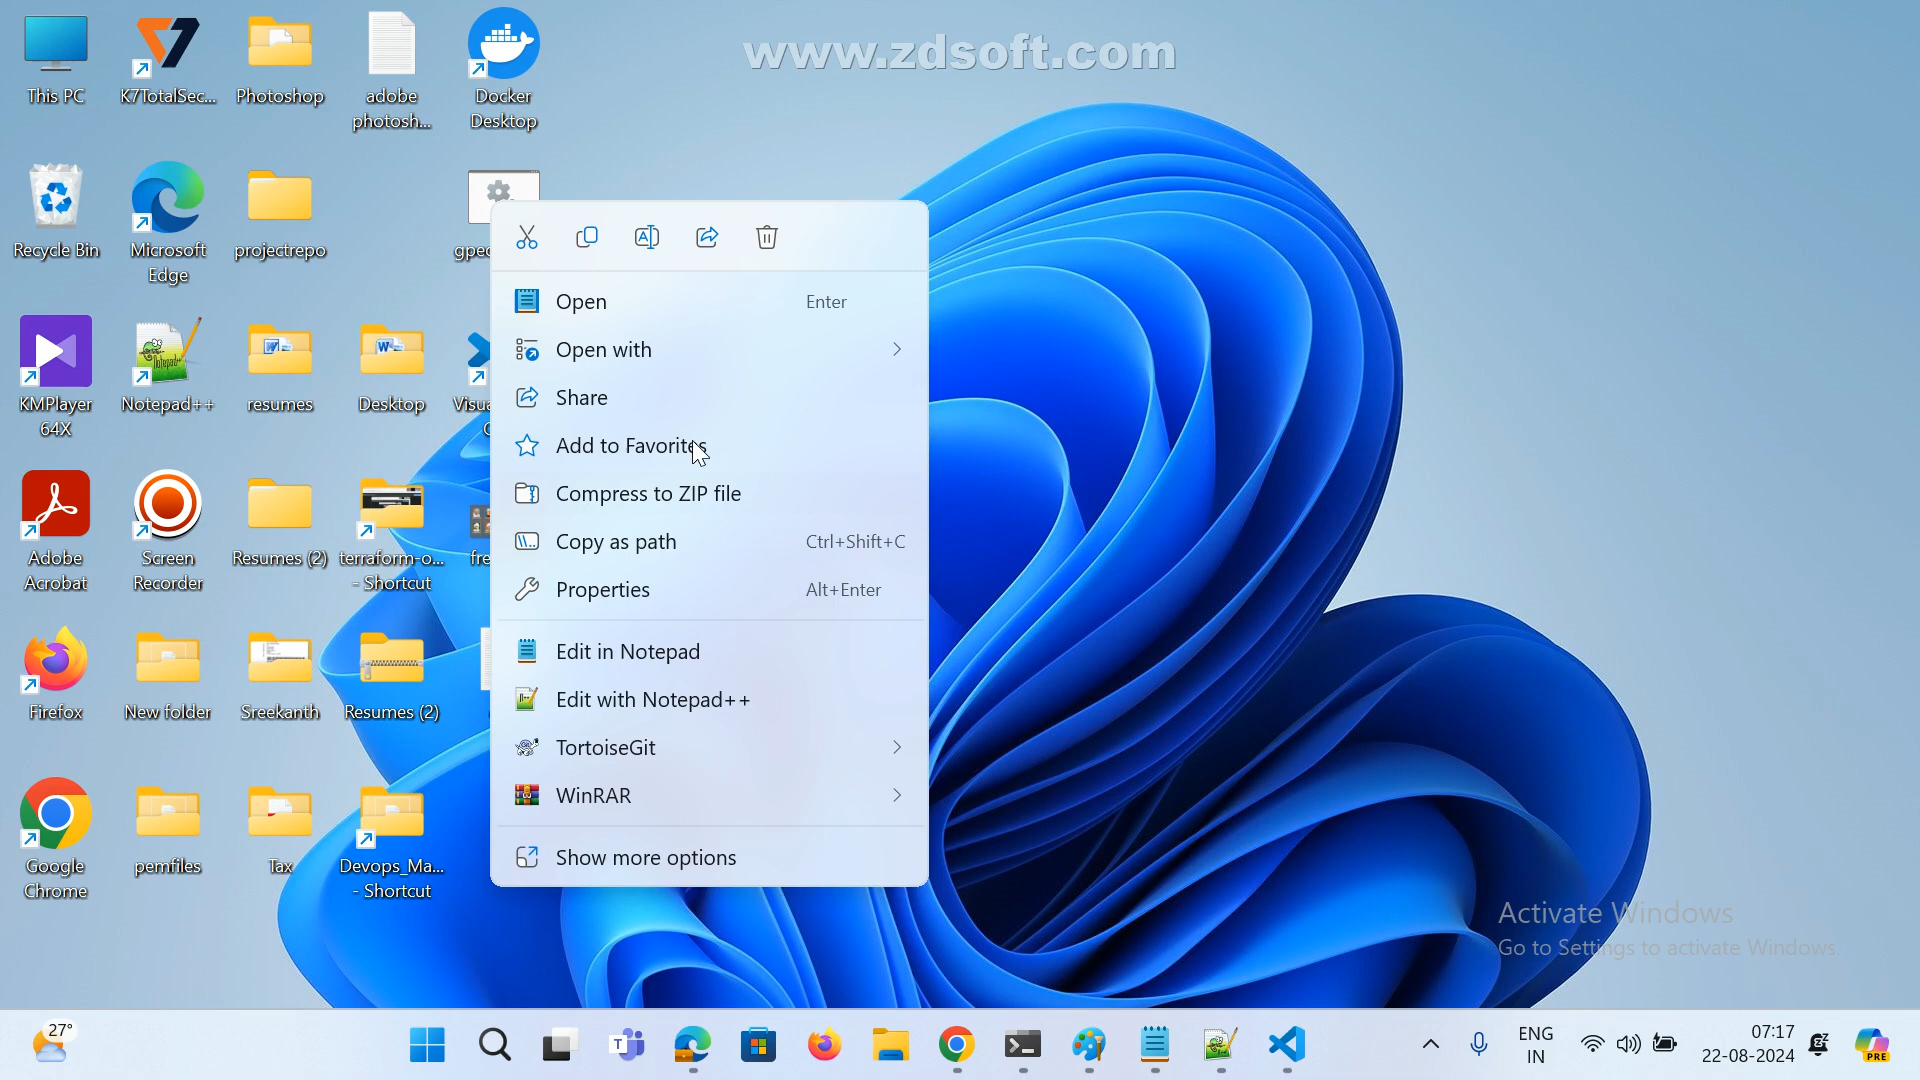 www.zdsoft.com
This PC
K7TotalSec...
Photoshop
adobe
photosh...
Docker
Desktop
Recycle Bin
Microsoft
Edge
projectrepo
KMPlayer
64X
Notepad++
resumes
Desktop
Adobe
Acrobat
Screen
Recorder
Resumes (2)
terraform-o...
- Shortcut
Firefox
New folder
Sreekanth
Resumes (2)
Google
Chrome
pemfiles
Tax
Devops_Ma...
- Shortcut
Open Enter
Open with
Share
Add to Favorites
Compress to ZIP file
Copy as path Ctrl+Shift+C
Properties Alt+Enter
Edit in Notepad
Edit with Notepad++
TortoiseGit
WinRAR
Show more options
Activate Windows
Go to Settings to activate Windows.
27°
ENG
IN
07:17
22-08-2024
PRE